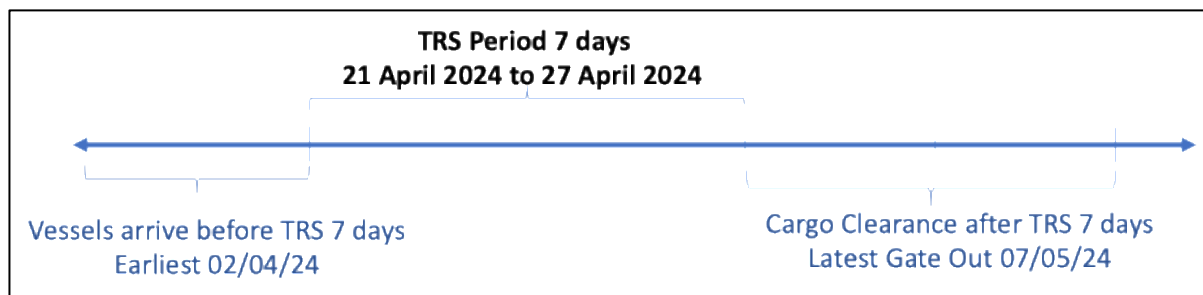 TRS Period 7 days
21 April 2024 to 27 April 2024
Vessels arrive before TRS 7 days
Earliest 02/04/24
Cargo Clearance after TRS 7 days
Latest Gate Out 07/05/24